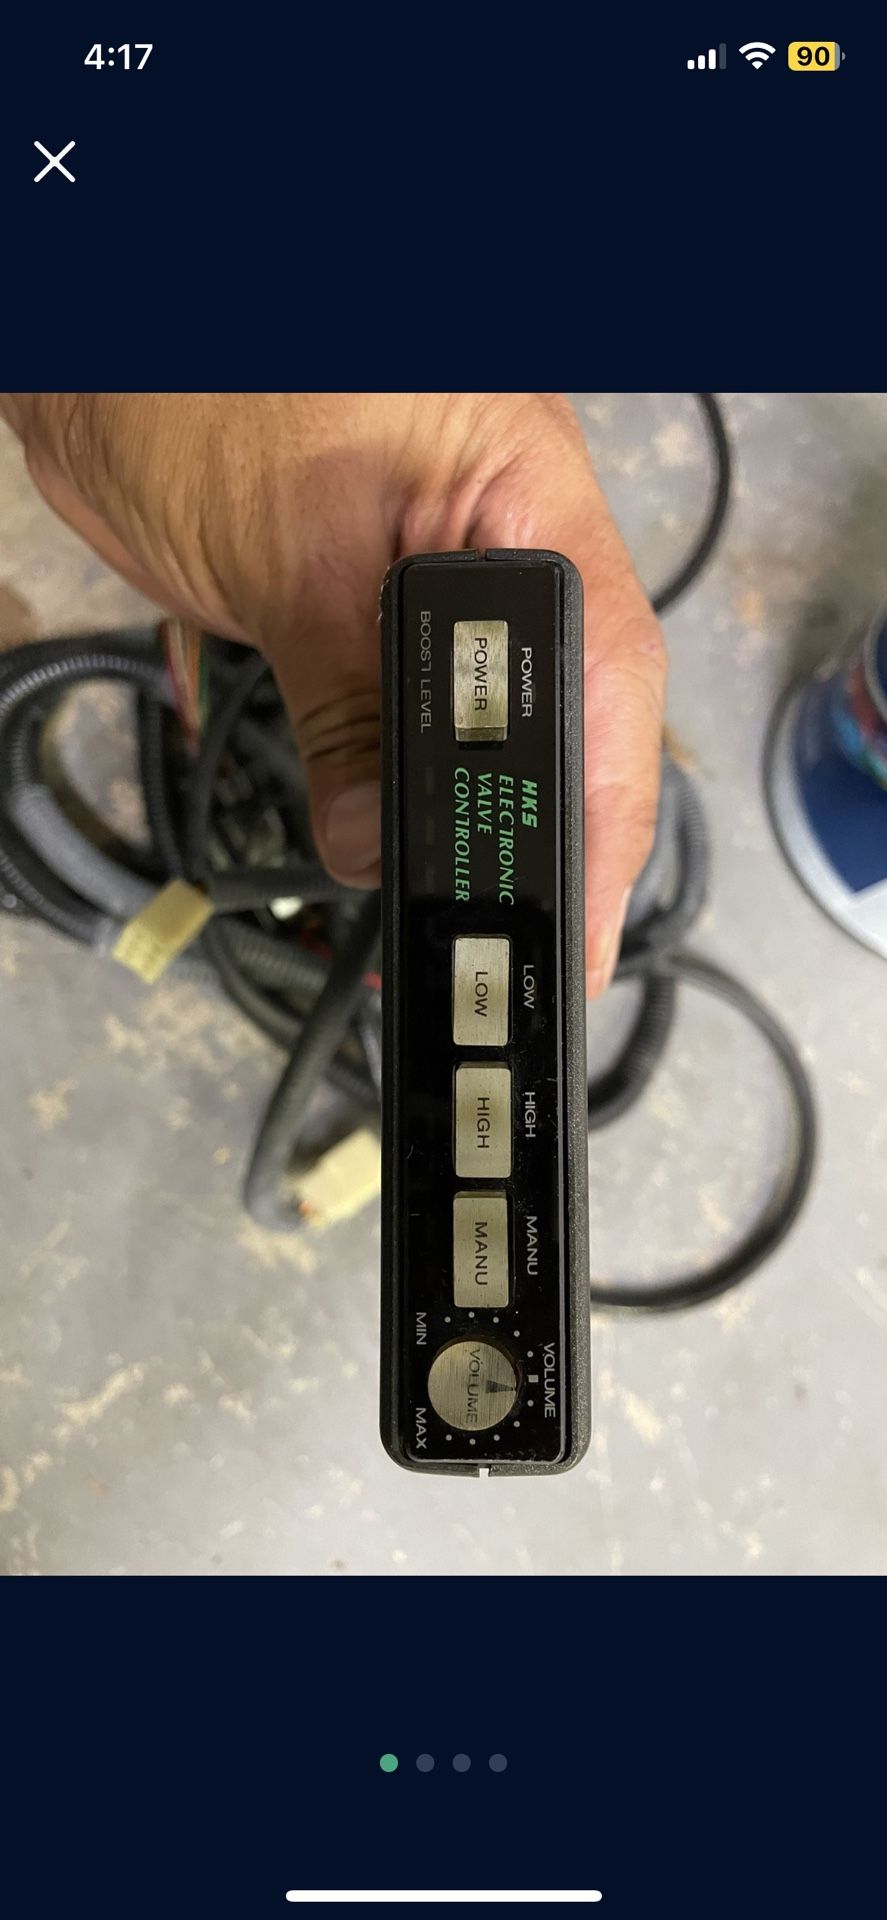 4:17
90
POWER
POWER
BOOST LEVEL
HKS
ELECTRONIC
VALVE
CONTROLLER
LOW
LOW
HIGH
HIGH
MANU
MANU
VOLUME
VOLUME
MIN
MAX